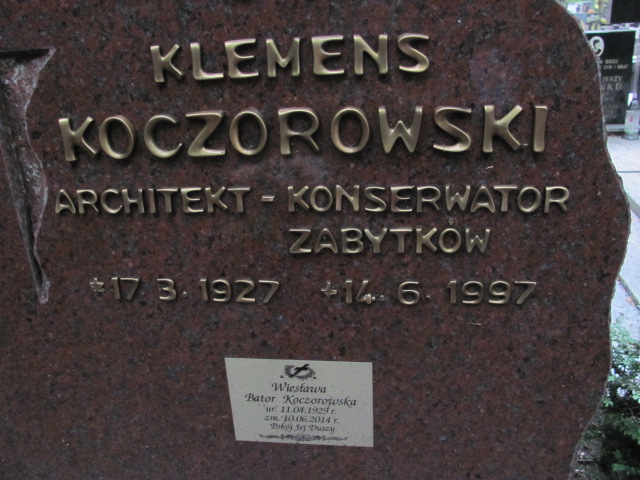 KLEMENS
KOCZOROWSKI
ARCHITEKT - KONSERWATOR
ZABYTKÓW
*17.3.1927 +14.6.1997
Wiesława
Bator Koczorowska
ur. 11.04.1929 r.
zm. 10.06.2014 r.
Pokój Jej Duszy